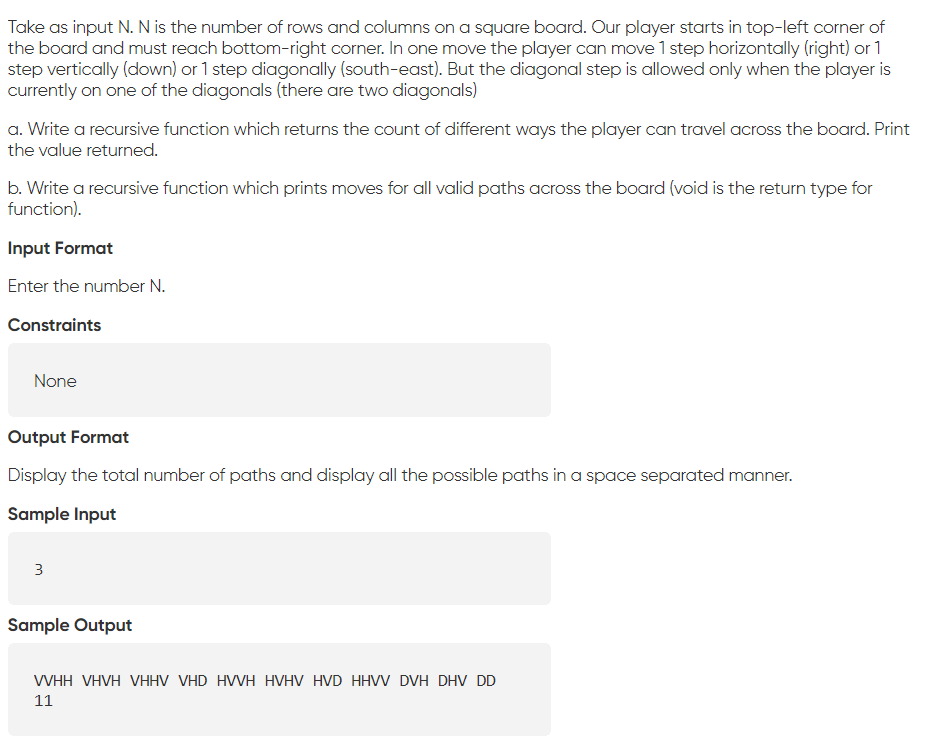 Take as input N. N is the number of rows and columns on a square board. Our player starts in top-left corner of
the board and must reach bottom-right corner. In one move the player can move 1 step horizontally (right) or 1
step vertically (down) or 1 step diagonally (south-east). But the diagonal step is allowed only when the player is
currently on one of the diagonals (there are two diagonals)
a. Write a recursive function which returns the count of different ways the player can travel across the board. Print
the value returned.
b. Write a recursive function which prints moves for all valid paths across the board (void is the return type for
function).
Input Format
Enter the number N.
Constraints
None
Output Format
Display the total number of paths and display all the possible paths in a space separated manner.
Sample Input
3
Sample Output
VVHH VHVH VHHV VHD HVVH HVHV HVD HHVV DVH DHV DD
11